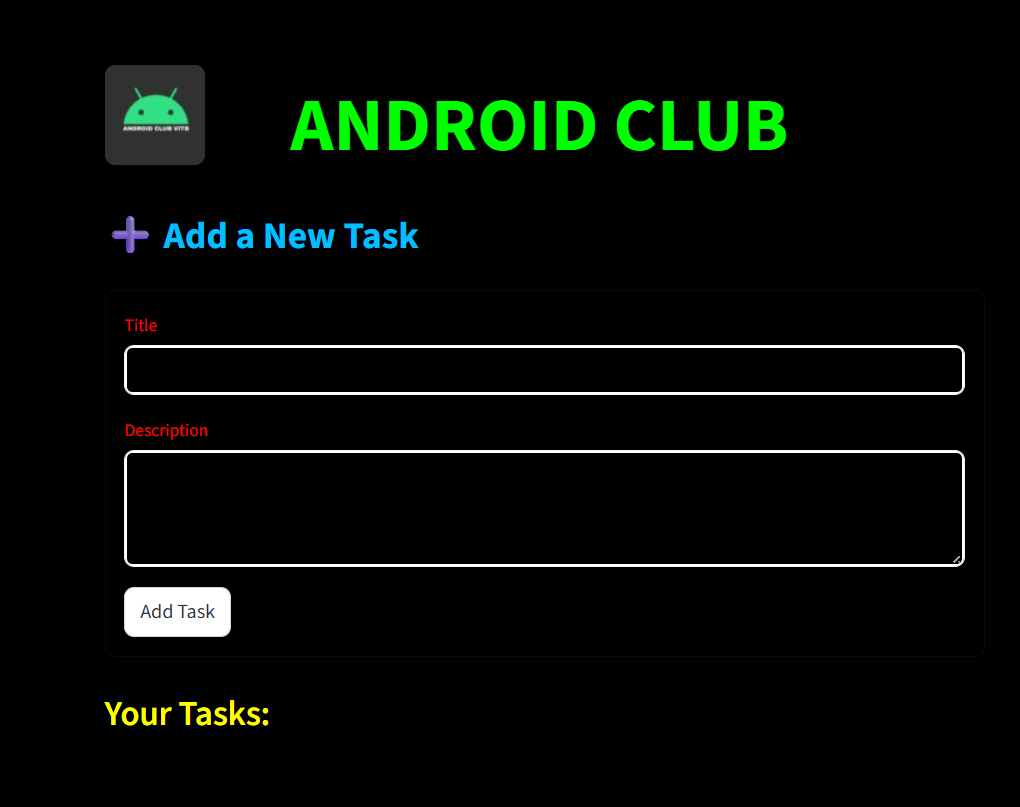 ANDROID CLUB VITB
ANDROID CLUB
Add a New Task
Title
Description
Add Task
Your Tasks: